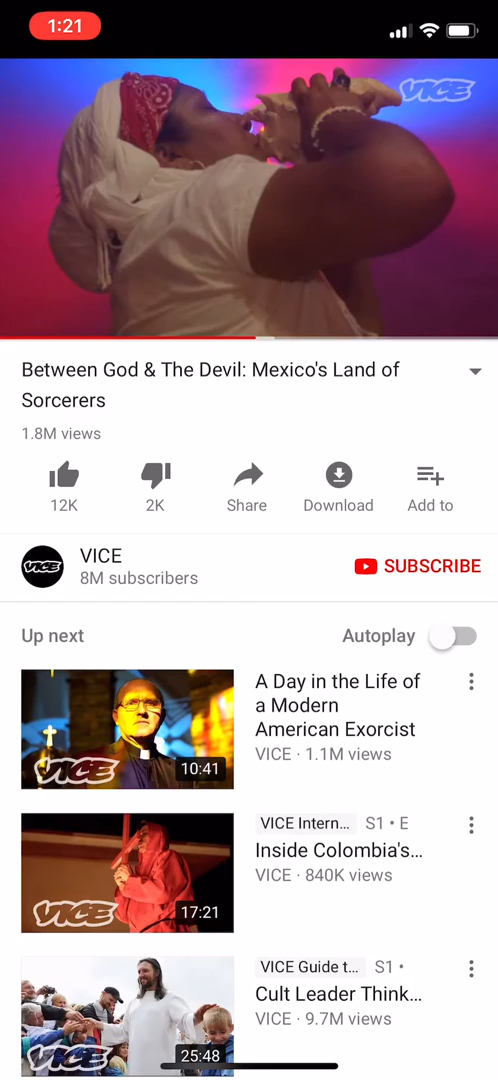 1:21
VICE
Between God & The Devil: Mexico's Land of
Sorcerers
1.8M views
12K
2K
Share
Download
Add to
VICE
VICE
8M subscribers
SUBSCRIBE
Up next
Autoplay
VICE
10:41
A Day in the Life of
a Modern
American Exorcist
VICE · 1.1M views
VICE
17:21
VICE Intern... S1 • E
Inside Colombia's...
VICE · 840K views
VICE
25:48
VICE Guide t... S1 •
Cult Leader Think...
VICE · 9.7M views